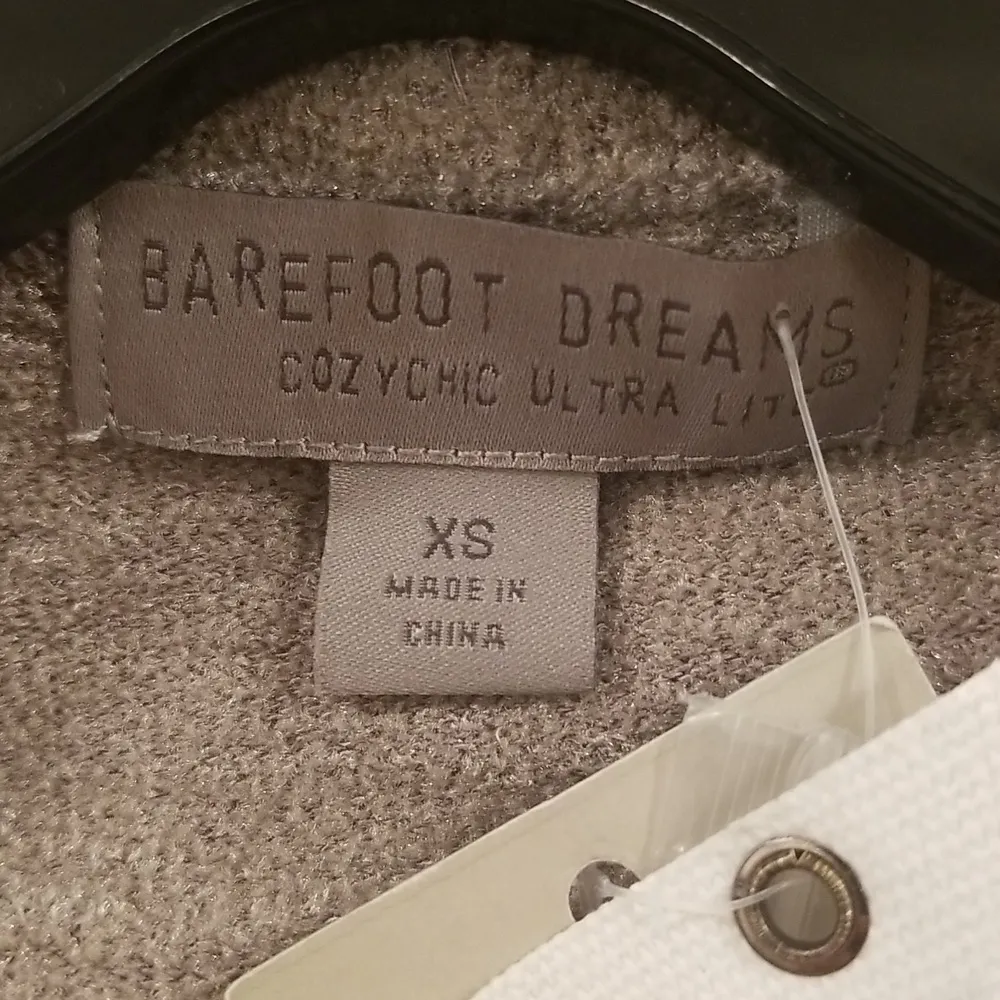 BAREFOOT DREAMS
COZYCHIC ULTRA LITE
XS
MADE IN
CHINA